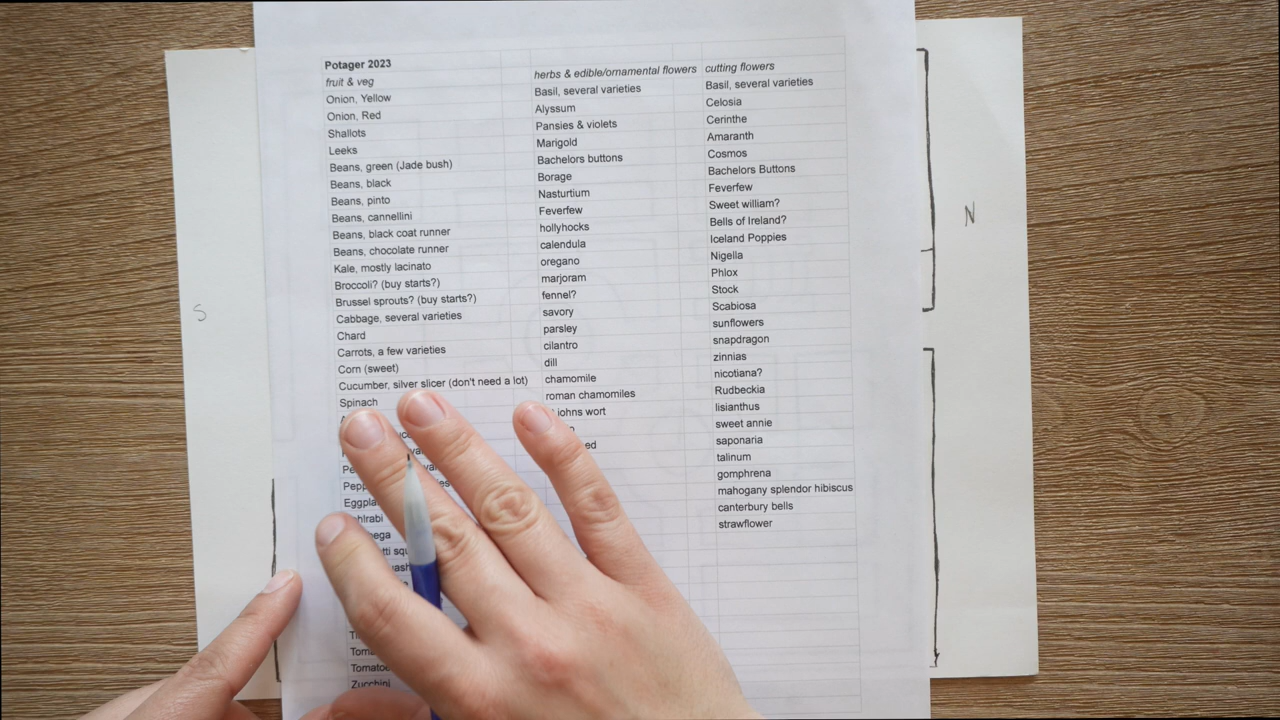 Potager 2023
fruit & veg
Onion, Yellow
Onion, Red
Shallots
Leeks
Beans, green (Jade bush)
Beans, black
Beans, pinto
Beans, cannellini
Beans, black coat runner
Beans, chocolate runner
Kale, mostly lacinato
Broccoli? (buy starts?)
Brussel sprouts? (buy starts?)
Cabbage, several varieties
Chard
Carrots, a few varieties
Corn (sweet)
Cucumber, silver slicer (don't need a lot)
Spinach
Zucchini
herbs & edible/ornamental flowers
Basil, several varieties
Alyssum
Pansies & violets
Marigold
Bachelors buttons
Borage
Nasturtium
Feverfew
hollyhocks
calendula
oregano
marjoram
fennel?
savory
parsley
cilantro
dill
chamomile
roman chamomiles
johns wort
cutting flowers
Basil, several varieties
Celosia
Cerinthe
Amaranth
Cosmos
Bachelors Buttons
Feverfew
Sweet william?
Bells of Ireland?
Iceland Poppies
Nigella
Phlox
Stock
Scabiosa
sunflowers
snapdragon
zinnias
nicotiana?
Rudbeckia
lisianthus
sweet annie
saponaria
talinum
gomphrena
mahogany splendor hibiscus
canterbury bells
strawflower
S
N